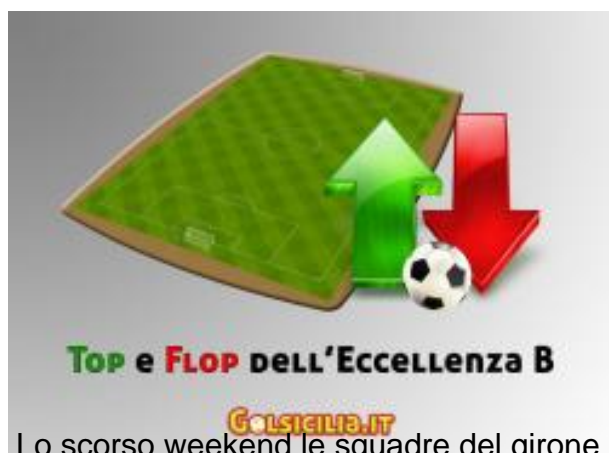 Top e Flop dell'Eccellenza B
Golsicilia.it
Lo scorso weekend le squadre del girone